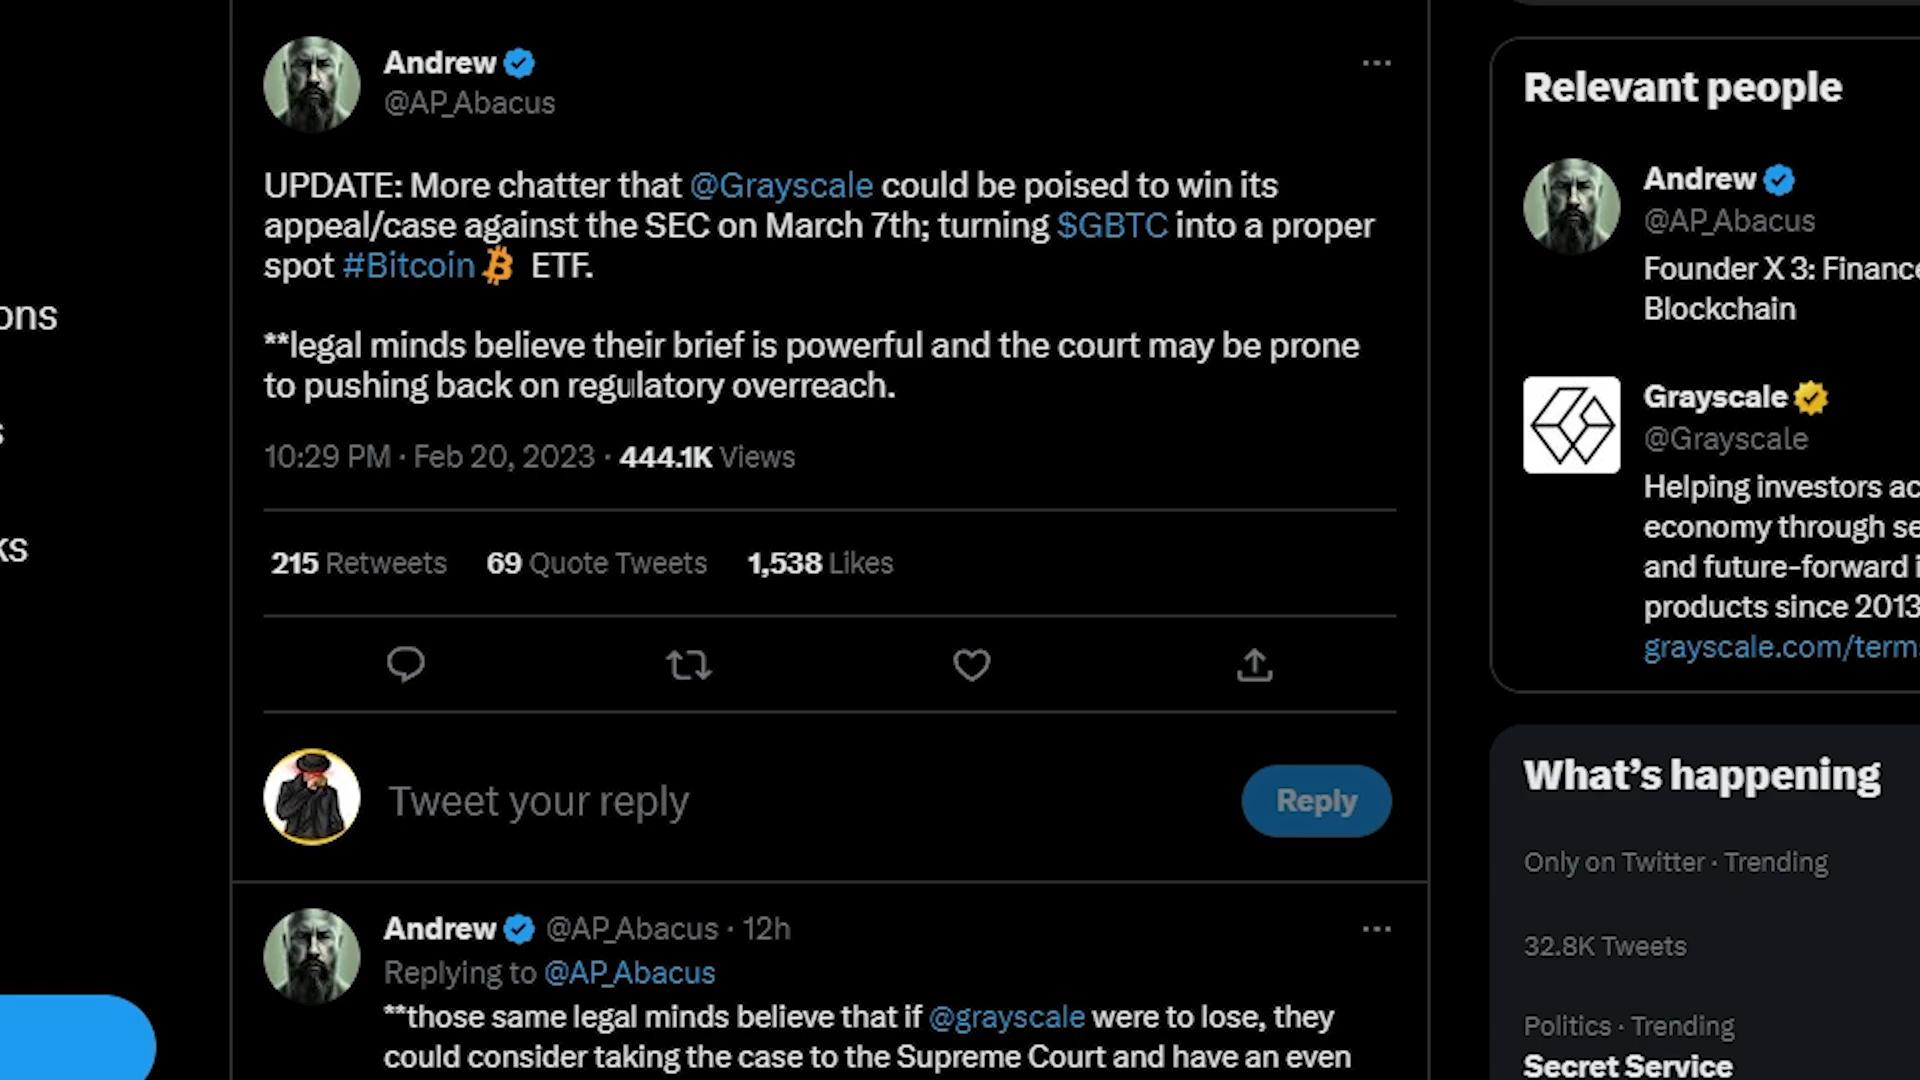 Andrew
@AP_Abacus
UPDATE: More chatter that @Grayscale could be poised to win its
appeal/case against the SEC on March 7th; turning $GBTC into a proper
spot #Bitcoin ETF.
**legal minds believe their brief is powerful and the court may be prone
to pushing back on regulatory overreach.
10:29 PM · Feb 20, 2023 · 444.1K Views
215 Retweets 69 Quote Tweets 1,538 Likes
Tweet your reply
Reply
Andrew @AP_Abacus · 12h
Replying to @AP_Abacus
**those same legal minds believe that if @grayscale were to lose, they
could consider taking the case to the Supreme Court and have an even
ons
s
ks
Relevant people
Andrew
@AP_Abacus
Founder X 3: Finance
Blockchain
Grayscale
@Grayscale
Helping investors ac
economy through se
and future-forward i
products since 2013
grayscale.com/terms
What's happening
Only on Twitter · Trending
32.8K Tweets
Politics · Trending
Secret Service